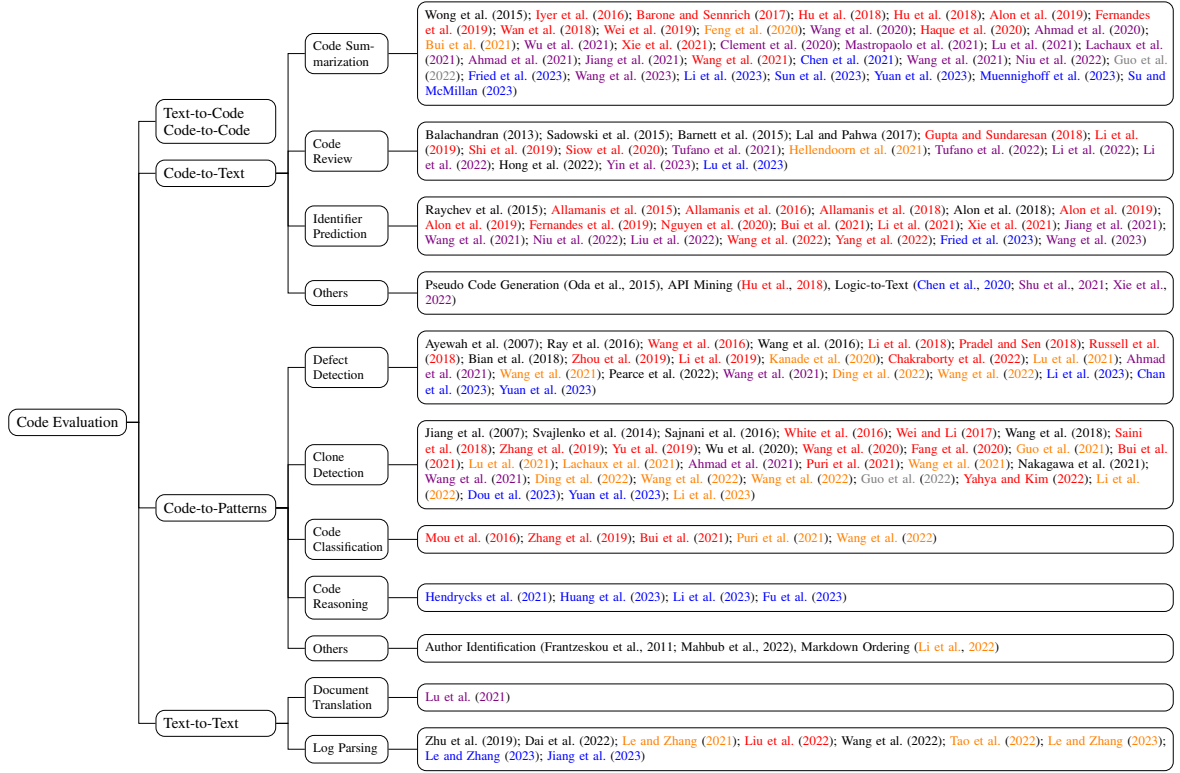 Code Evaluation
Text-to-Code
Code-to-Code
Code-to-Text
Code Sum-
marization
Wong et al. (2015); Iyer et al. (2016); Barone and Sennrich (2017); Hu et al. (2018); Hu et al. (2018); Alon et al. (2019); Fernandes
et al. (2019); Wan et al. (2018); Wei et al. (2019); Feng et al. (2020); Wang et al. (2020); Haque et al. (2020); Ahmad et al. (2020);
Bui et al. (2021); Wu et al. (2021); Xie et al. (2021); Clement et al. (2020); Mastropaolo et al. (2021); Lu et al. (2021); Lachaux et al.
(2021); Ahmad et al. (2021); Jiang et al. (2021); Wang et al. (2021); Chen et al. (2021); Wang et al. (2021); Niu et al. (2022); Guo et al.
(2022); Fried et al. (2023); Wang et al. (2023); Li et al. (2023); Sun et al. (2023); Yuan et al. (2023); Muennighoff et al. (2023); Su and
McMillan (2023)
Code
Review
Balachandran (2013); Sadowski et al. (2015); Barnett et al. (2015); Lal and Pahwa (2017); Gupta and Sundaresan (2018); Li et al.
(2019); Shi et al. (2019); Siow et al. (2020); Tufano et al. (2021); Hellendoorn et al. (2021); Tufano et al. (2022); Li et al. (2022); Li
et al. (2022); Hong et al. (2022); Yin et al. (2023); Lu et al. (2023)
Identifier
Prediction
Raychev et al. (2015); Allamanis et al. (2015); Allamanis et al. (2016); Allamanis et al. (2018); Alon et al. (2018); Alon et al. (2019);
Alon et al. (2019); Fernandes et al. (2019); Nguyen et al. (2020); Bui et al. (2021); Li et al. (2021); Xie et al. (2021); Jiang et al. (2021);
Wang et al. (2021); Niu et al. (2022); Liu et al. (2022); Wang et al. (2022); Yang et al. (2022); Fried et al. (2023); Wang et al. (2023)
Others
Pseudo Code Generation (Oda et al., 2015), API Mining (Hu et al., 2018), Logic-to-Text (Chen et al., 2020; Shu et al., 2021; Xie et al.,
2022)
Code-to-Patterns
Defect
Detection
Ayewah et al. (2007); Ray et al. (2016); Wang et al. (2016); Wang et al. (2016); Li et al. (2018); Pradel and Sen (2018); Russell et al.
(2018); Bian et al. (2018); Zhou et al. (2019); Li et al. (2019); Kanade et al. (2020); Chakraborty et al. (2022); Lu et al. (2021); Ahmad
et al. (2021); Wang et al. (2021); Pearce et al. (2022); Wang et al. (2021); Ding et al. (2022); Wang et al. (2022); Li et al. (2023); Chan
et al. (2023); Yuan et al. (2023)
Clone
Detection
Jiang et al. (2007); Svajlenko et al. (2014); Sajnani et al. (2016); White et al. (2016); Wei and Li (2017); Wang et al. (2018); Saini
et al. (2018); Zhang et al. (2019); Yu et al. (2019); Wu et al. (2020); Wang et al. (2020); Fang et al. (2020); Guo et al. (2021); Bui et al.
(2021); Lu et al. (2021); Lachaux et al. (2021); Ahmad et al. (2021); Puri et al. (2021); Wang et al. (2021); Nakagawa et al. (2021);
Wang et al. (2021); Ding et al. (2022); Wang et al. (2022); Wang et al. (2022); Guo et al. (2022); Yahya and Kim (2022); Li et al.
(2022); Dou et al. (2023); Yuan et al. (2023); Li et al. (2023)
Code
Classification
Mou et al. (2016); Zhang et al. (2019); Bui et al. (2021); Puri et al. (2021); Wang et al. (2022)
Code
Reasoning
Hendrycks et al. (2021); Huang et al. (2023); Li et al. (2023); Fu et al. (2023)
Others
Author Identification (Frantzeskou et al., 2011; Mahbub et al., 2022), Markdown Ordering (Li et al., 2022)
Text-to-Text
Document
Translation
Lu et al. (2021)
Log Parsing
Zhu et al. (2019); Dai et al. (2022); Le and Zhang (2021); Liu et al. (2022); Wang et al. (2022); Tao et al. (2022); Le and Zhang (2023);
Le and Zhang (2023); Jiang et al. (2023)